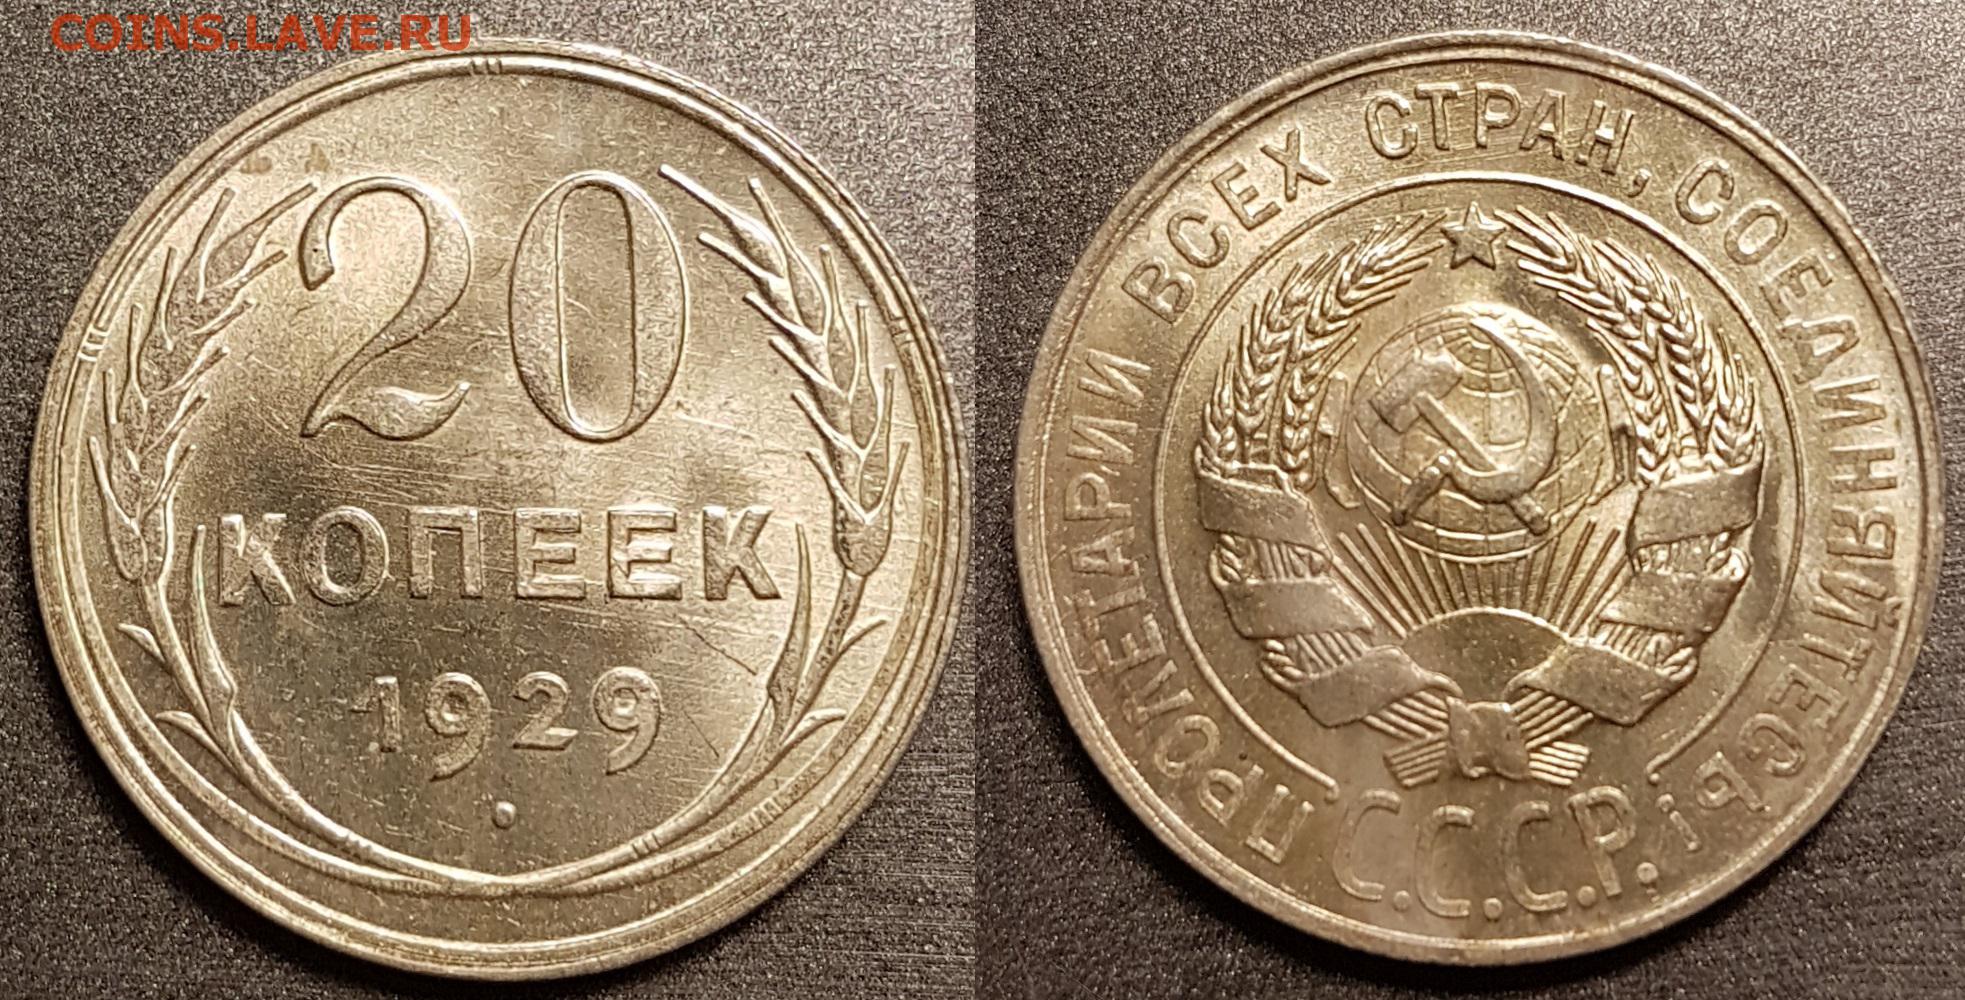 COINS.LAVE.RU
20
КОПЕЕК
1929
ПРОЛЕТАРИИ ВСЕХ СТРАН, СОЕДИНЯЙТЕСЬ!
С.С.С.Р.